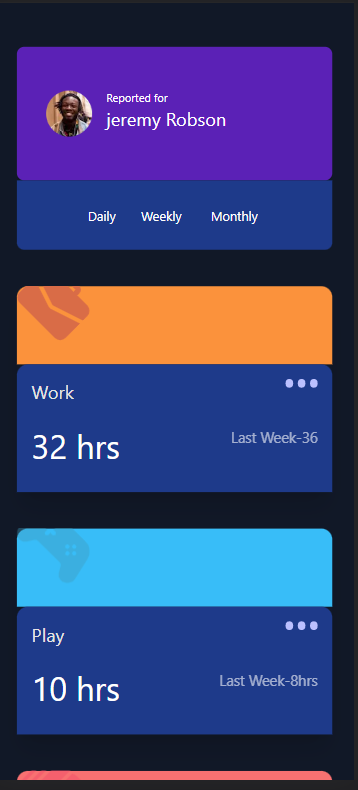 Reported for
jeremy Robson
Daily Weekly Monthly
Work
32 hrs
Last Week-36
Play
10 hrs
Last Week-8hrs